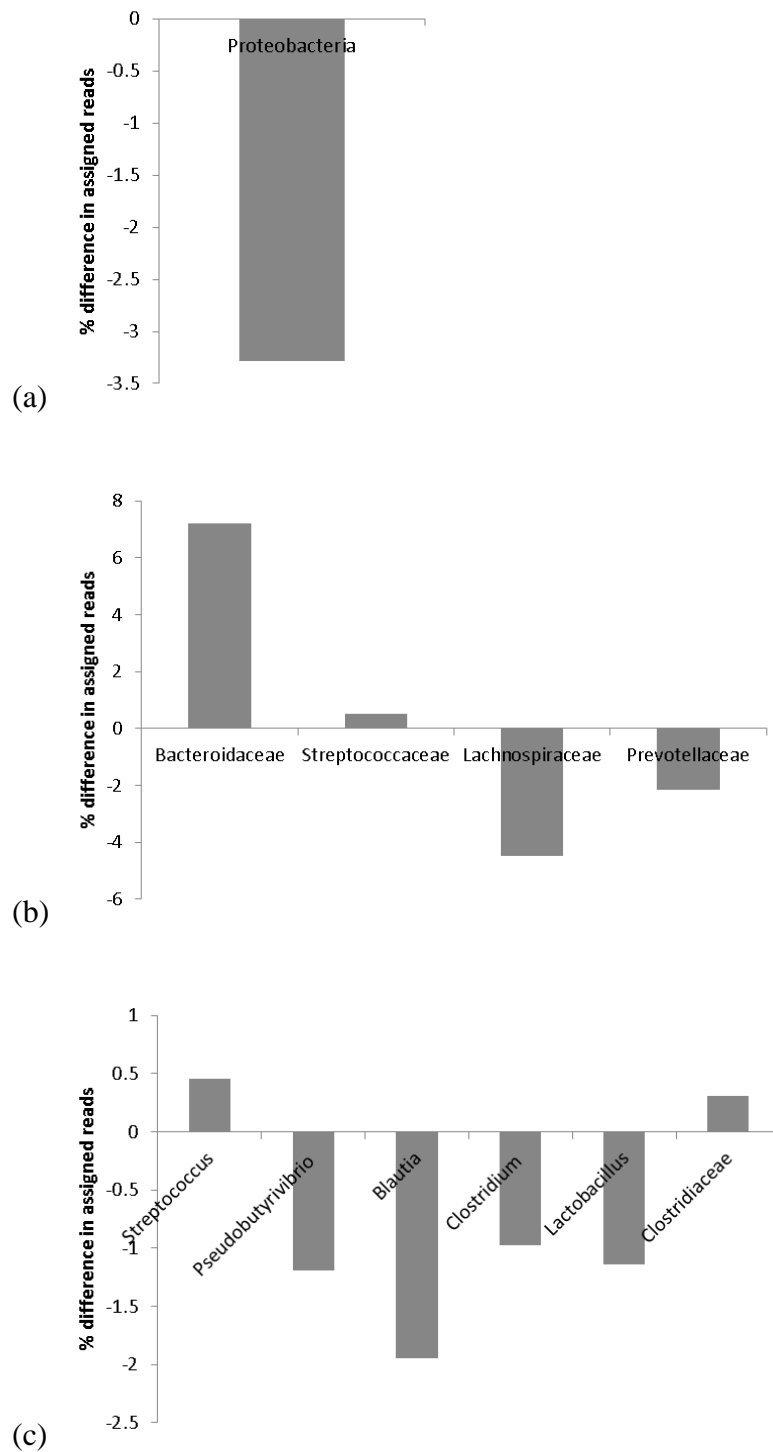 0
Proteobacteria
-0.5
-1
-1.5
-2
-2.5
-3
-3.5
% difference in assigned reads
(a)
8
6
4
2
0
-2
-4
-6
Bacteroidaceae Streptococcaceae Lachnospiraceae Prevotellaceae
% difference in assigned reads
(b)
1
0.5
0
-0.5
-1
-1.5
-2
-2.5
Streptococcus
Pseudobutyrivibrio
Blautia
Clostridium
Lactobacillus
Clostridiaceae
% difference in assigned reads
(c)